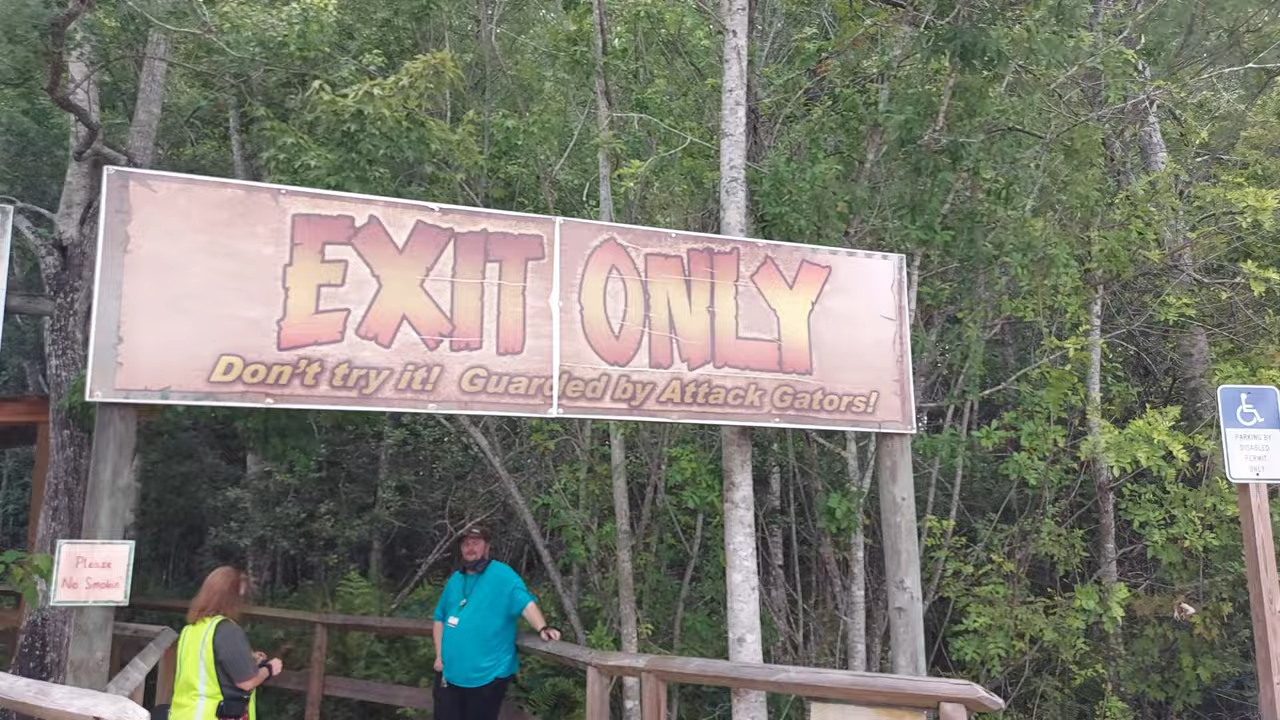 EXIT ONLY
Don't try it! Guarded by Attack Gators!
PARKING BY
DISABLED
PERMIT
ONLY
Please
No Smokin